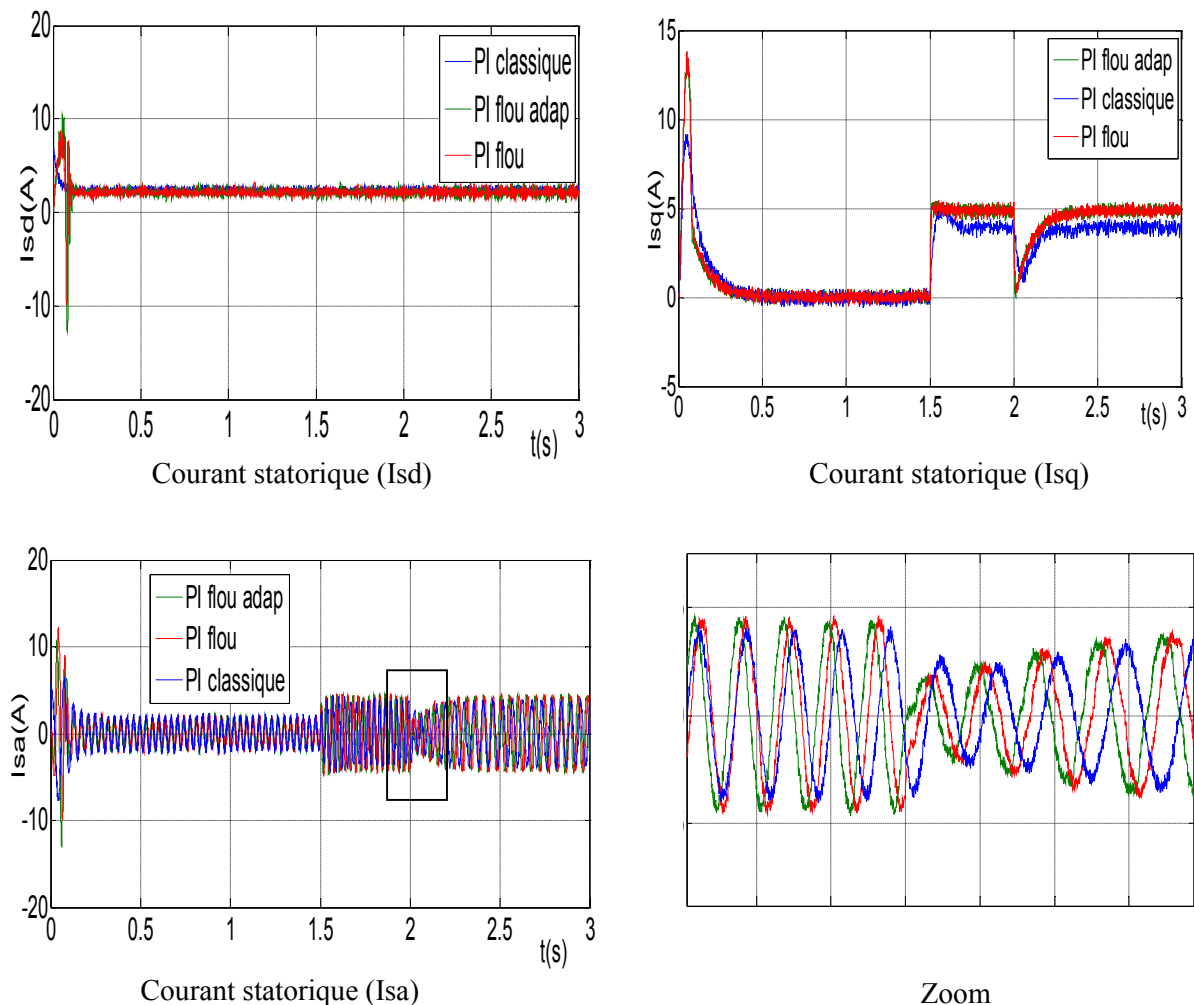 20
10
0
-10
-20
Isd(A)
PI classique
PI flou adap
PI flou
0 0.5 1 1.5 2 2.5 3
t(s)
Courant statorique (Isd)
15
10
5
0
-5
Isq(A)
PI flou adap
PI classique
PI flou
0 0.5 1 1.5 2 2.5 3
t(s)
Courant statorique (Isq)
20
10
0
-10
-20
Isa(A)
PI flou adap
PI flou
PI classique
0 0.5 1 1.5 2 2.5 3
t(s)
Courant statorique (Isa)
Zoom